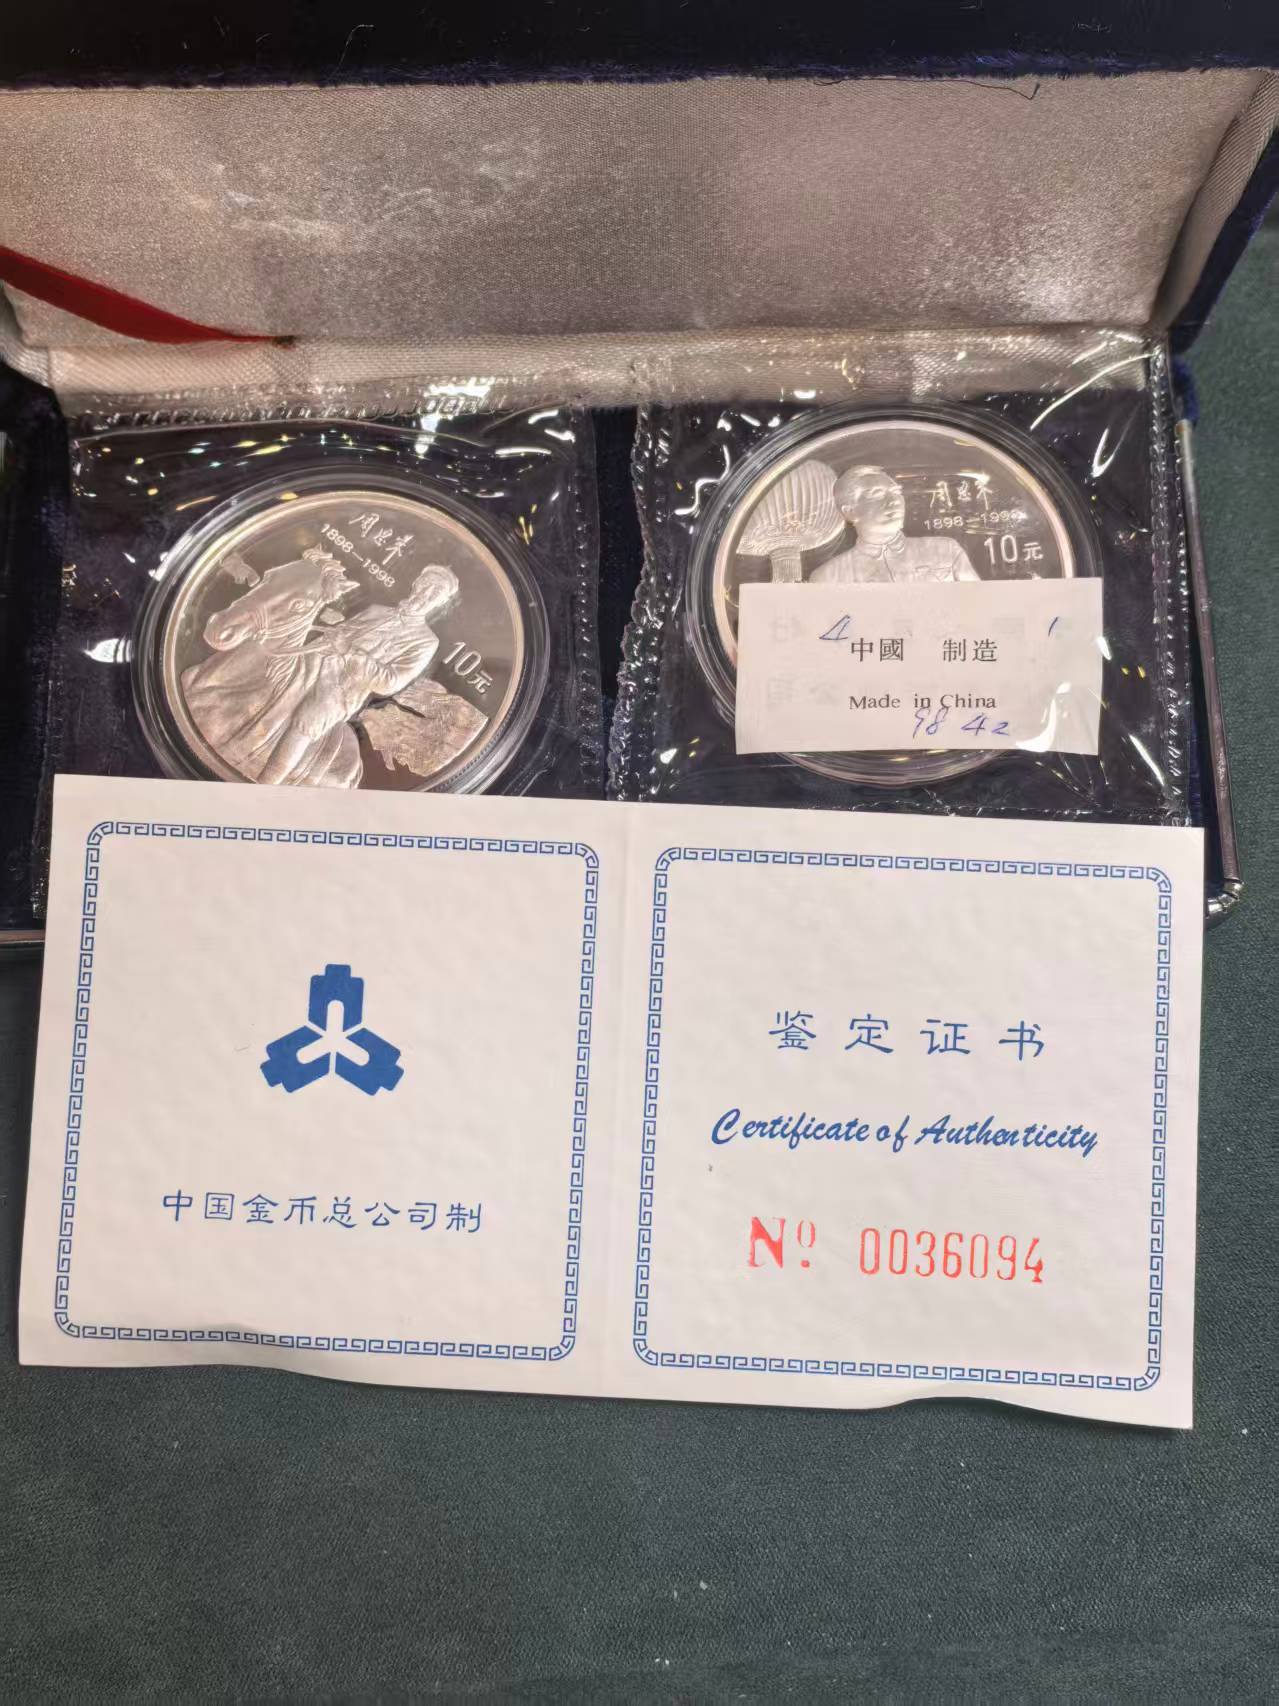 周恩来
1898—1998
10元
周恩来
1898—1998
10元
4 中國 制造
Made in China
98 42
中国金币总公司制
鉴定证书
Certificate of Authenticity
Nº 0036094